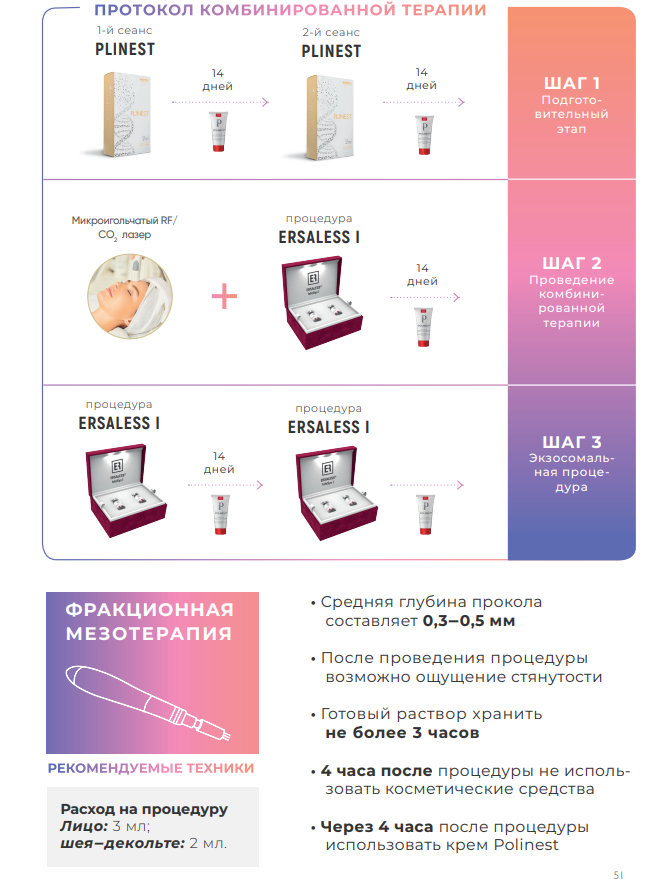 ПРОТОКОЛ КОМБИНИРОВАННОЙ ТЕРАПИИ
1-й сеанс
PLINEST
14
дней
2-й сеанс
PLINEST
14
дней
ШАГ 1
Подгото-
вительный
этап
PLINEST
PLINEST
Микроигольчатый RF/
CO₂ лазер
+
процедура
ERSALESS I
14
дней
ШАГ 2
Проведение
комбини-
рованной
терапии
процедура
ERSALESS I
14
дней
процедура
ERSALESS I
ШАГ 3
Экзосомаль-
ная проце-
дура
ФРАКЦИОННАЯ
МЕЗОТЕРАПИЯ
РЕКОМЕНДУЕМЫЕ ТЕХНИКИ
Расход на процедуру
Лицо: 3 мл;
шея–декольте: 2 мл.
• Средняя глубина прокола
составляет 0,3–0,5 мм
• После проведения процедуры
возможно ощущение стянутости
• Готовый раствор хранить
не более 3 часов
• 4 часа после процедуры не исполь-
зовать косметические средства
• Через 4 часа после процедуры
использовать крем Polinest
51